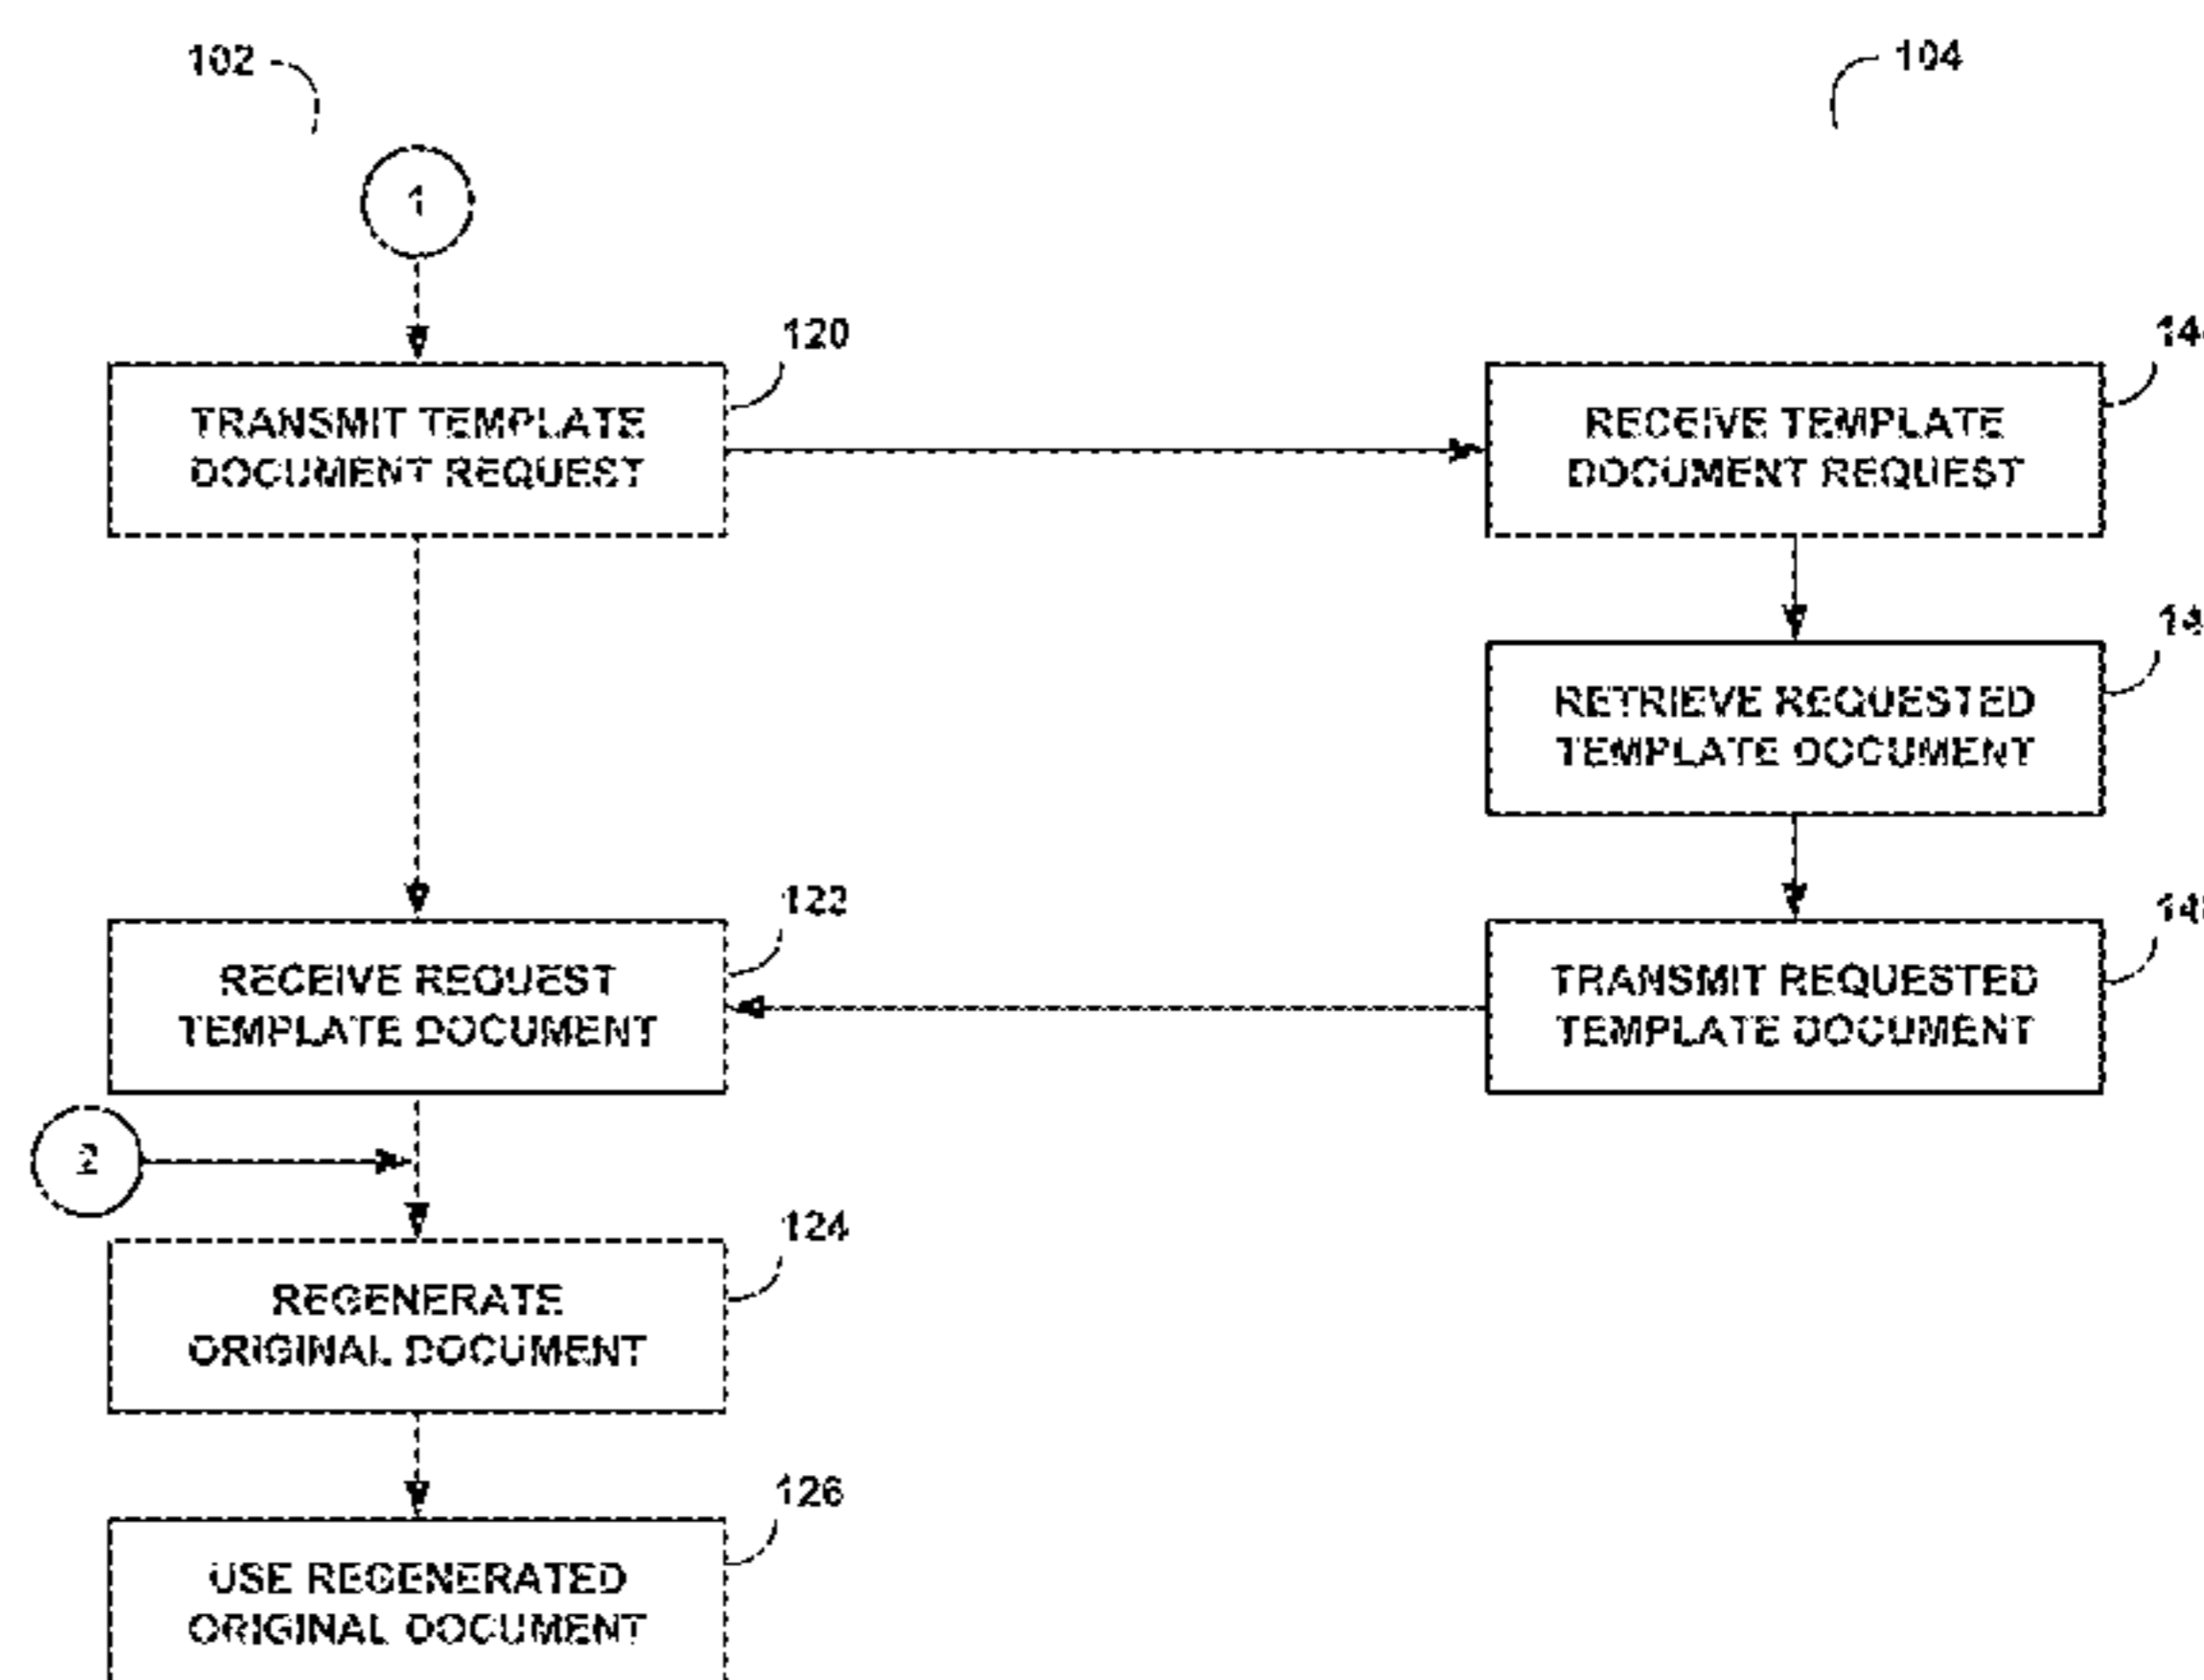 102
104
1
120
TRANSMIT TEMPLATE
DOCUMENT REQUEST
RECEIVE TEMPLATE
DOCUMENT REQUEST
RETRIEVE REQUESTED
TEMPLATE DOCUMENT
122
RECEIVE REQUEST
TEMPLATE DOCUMENT
TRANSMIT REQUESTED
TEMPLATE DOCUMENT
2
124
REGENERATE
ORIGINAL DOCUMENT
126
USE REGENERATED
ORIGINAL DOCUMENT